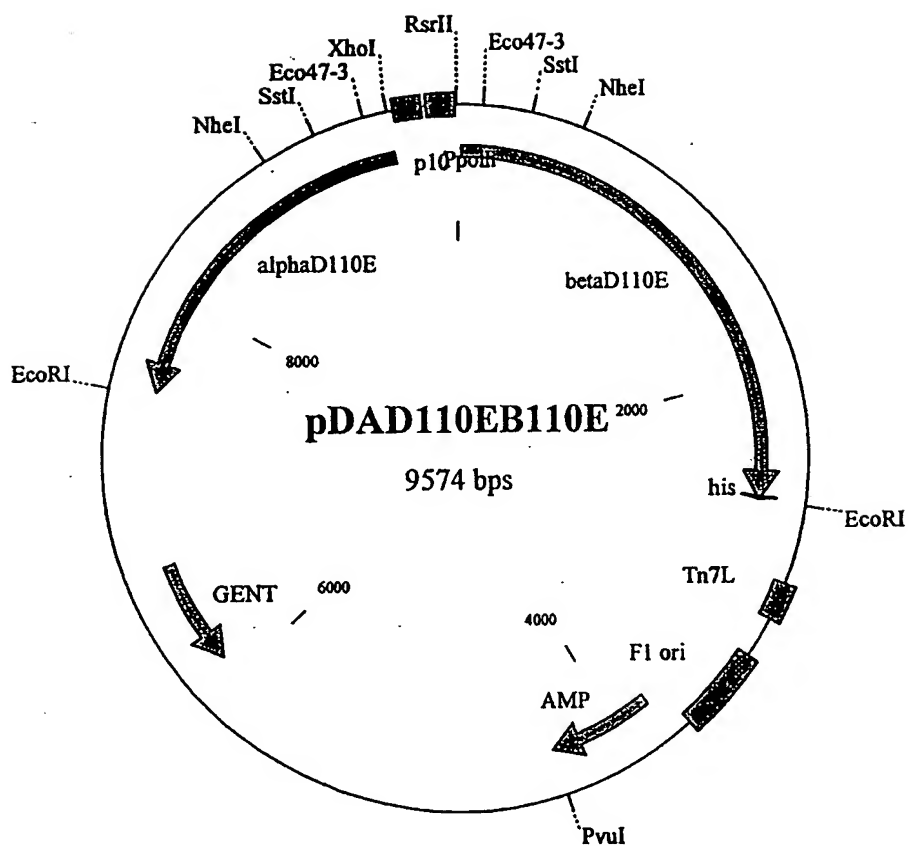 RsrII
XhoI
Eco47-3
Eco47-3
SstI
SstI
NheI
NheI
p10 Ppolh
alphaD110E
betaD110E
8000
EcoRI
pDAD110EB110E
2000
9574 bps
his
EcoRI
Tn7L
GENT
6000
4000
F1 ori
AMP
PvuI